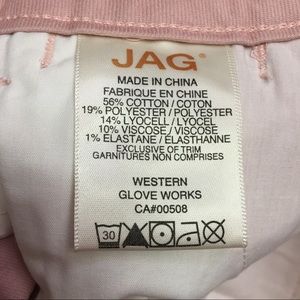 JAG®
MADE IN CHINA
FABRIQUE EN CHINE
56% COTTON / COTON
19% POLYESTER / POLYESTER
14% LYOCELL / LYOCELL
10% VISCOSE / VISCOSE
1% ELASTANE / ELASTHANNE
EXCLUSIVE OF TRIM
GARNITURES NON COMPRISES
WESTERN
GLOVE WORKS
CA#00508
30